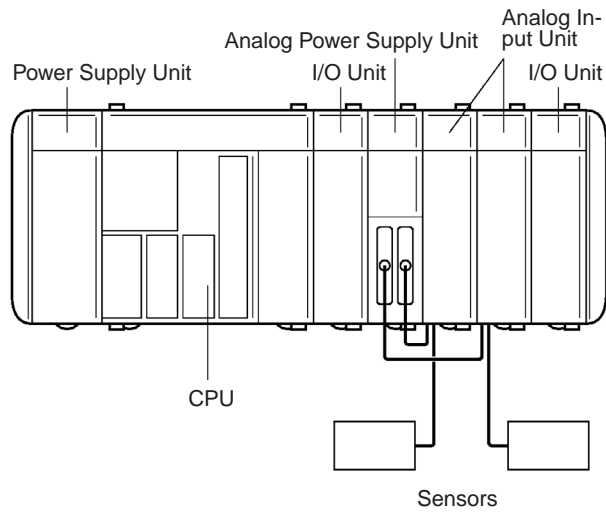 Analog In-
put Unit
Analog Power Supply Unit
Power Supply Unit
I/O Unit
I/O Unit
CPU
Sensors